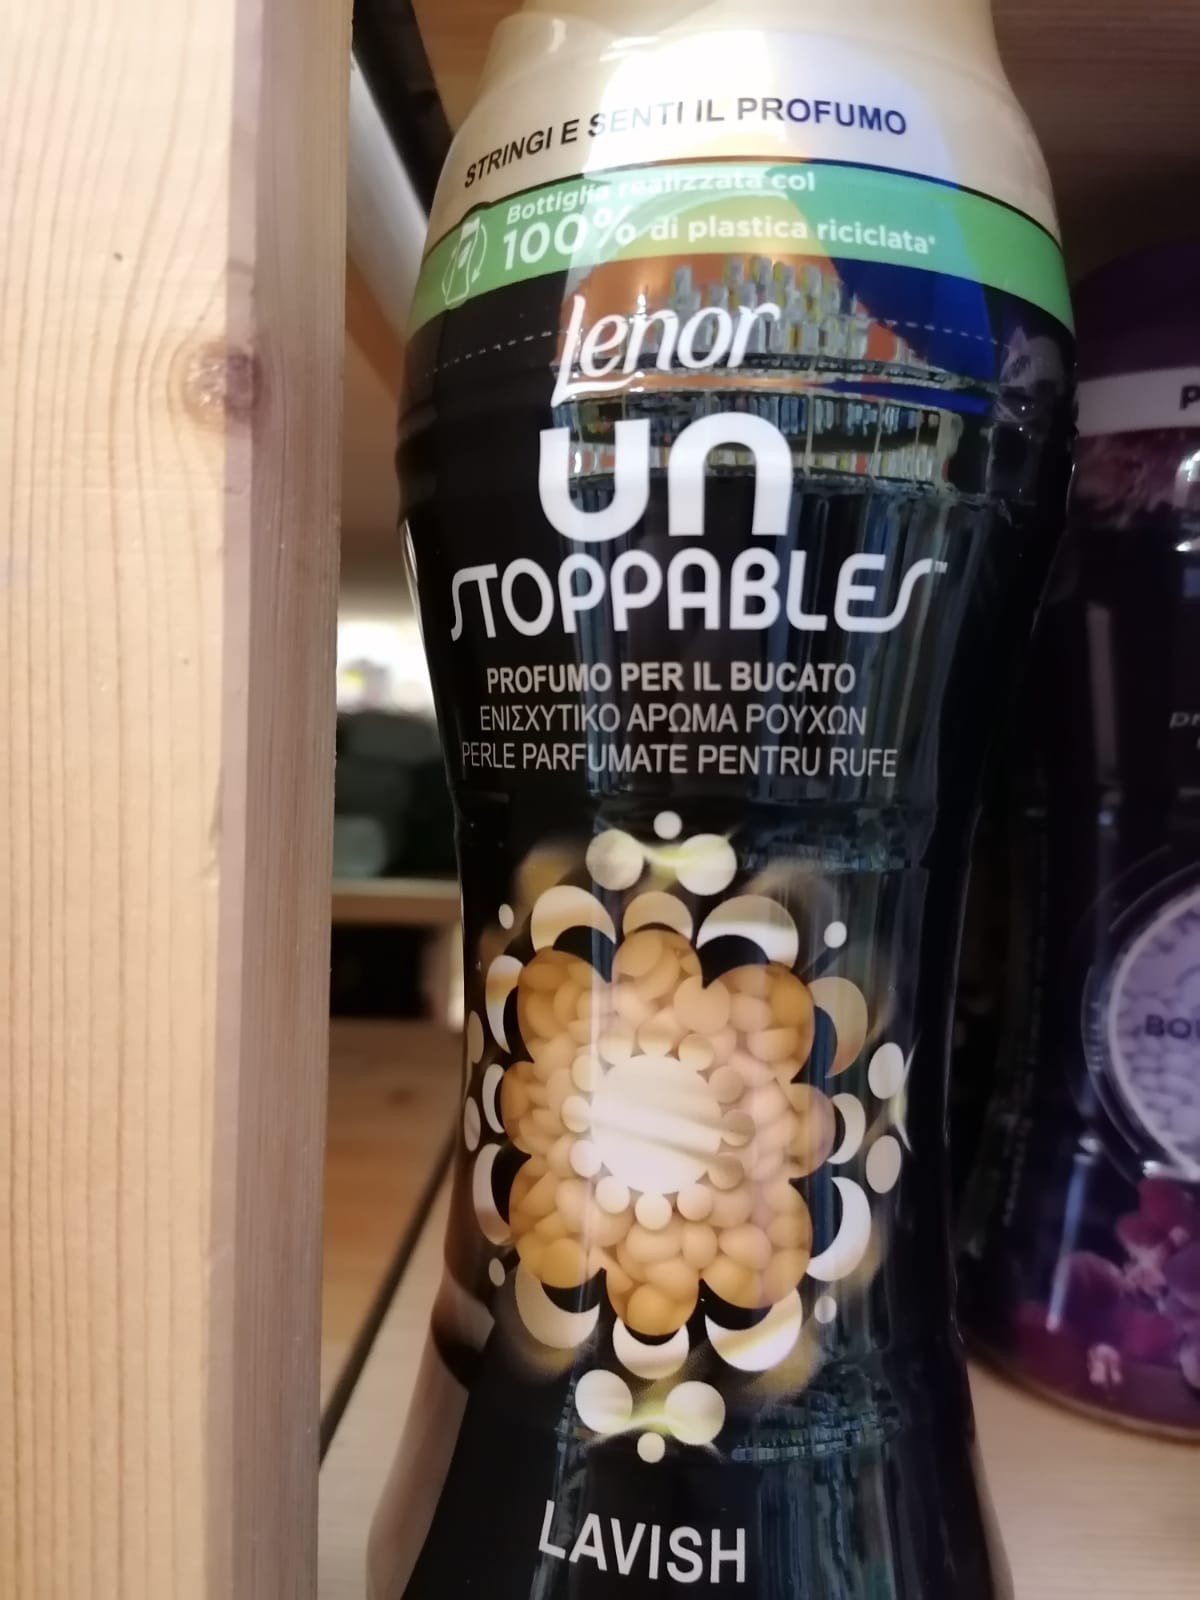 STRINGI E SENTI IL PROFUMO
Bottiglia realizzata col
100% di plastica riciclata*
Lenor
UN
STOPPABLES™
PROFUMO PER IL BUCATO
ΕΝΙΣΧΥΤΙΚΟ ΑΡΩΜΑ ΡΟΥΧΩΝ
PERLE PARFUMATE PENTRU RUFE
LAVISH